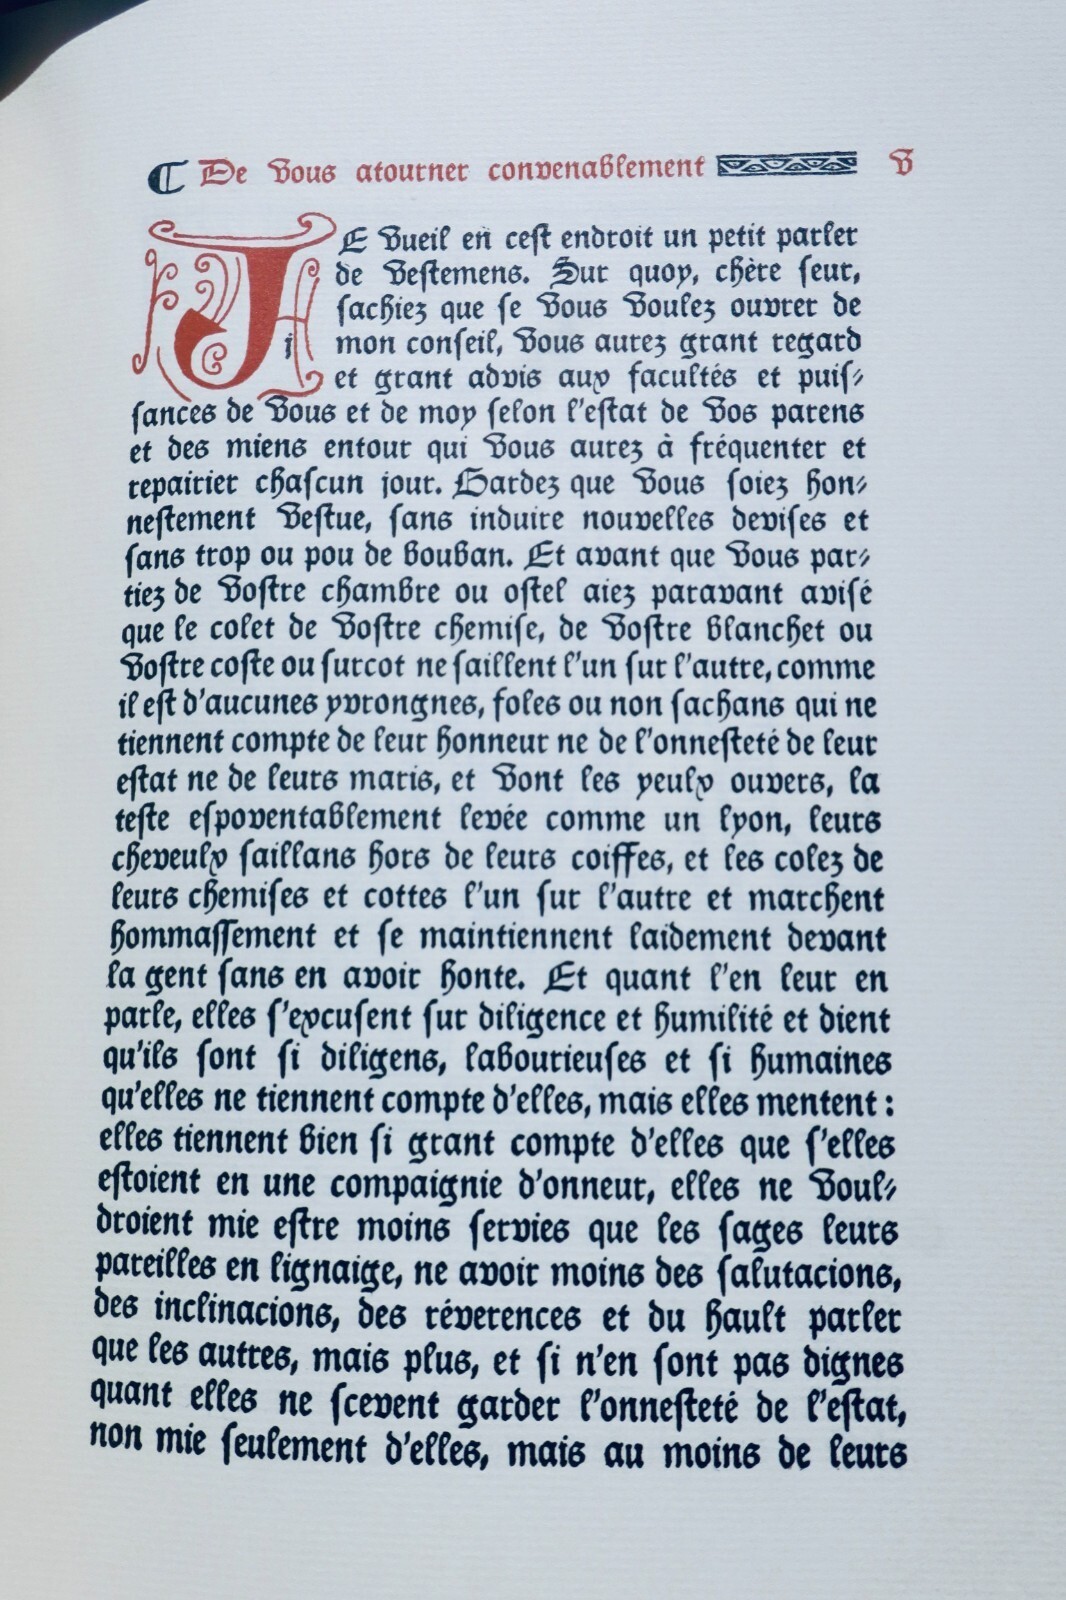 De Vous atourner convenablement V
JE Vueil en cest endroit un petit parler
de Vestemens. Sur quoy, chère seur,
sachiez que se Vous Voulez ouvrer de
mon conseil, Vous aurez grant regard
et grant advis aux facultés et puis-
sances de Vous et de moy selon l'estat de Vos parens
et des miens entour qui Vous aurez à fréquenter et
repairier chascun jour. Gardez que Vous soiez hon-
nestement Vestue, sans induire nouvelles devises et
sans trop ou pou de bouban. Et avant que Vous par-
tiez de Vostre chambre ou ostel aiez paravant avisé
que le colet de Vostre chemise, de Vostre blanchet ou
Vostre coste ou surcot ne saillent l'un sur l'autre, comme
il est d'aucunes yvrongnes, foles ou non sachans qui ne
tiennent compte de leur honneur ne de l'onnesteté de leur
estat ne de leurs maris, et Vont les yeulx ouvers, la
teste espoventablement levée comme un lyon, leurs
cheveulx saillans hors de leurs coiffes, et les colez de
leurs chemises et cottes l'un sur l'autre et marchent
hommassement et se maintiennent laidement devant
la gent sans en avoir honte. Et quant l'en leur en
parle, elles s'excusent sur diligence et humilité et dient
qu'ils sont si diligens, labourieuses et si humaines
qu'elles ne tiennent compte d'elles, mais elles mentent :
elles tiennent bien si grant compte d'elles que s'elles
estoient en une compaignie d'onneur, elles ne Voul-
droient mie estre moins servies que les sages leurs
pareilles en lignaige, ne avoir moins des salutacions,
des inclinacions, des réverences et du hault parler
que les autres, mais plus, et si n'en sont pas dignes
quant elles ne scevent garder l'onnesteté de l'estat,
non mie seulement d'elles, mais au moins de leurs